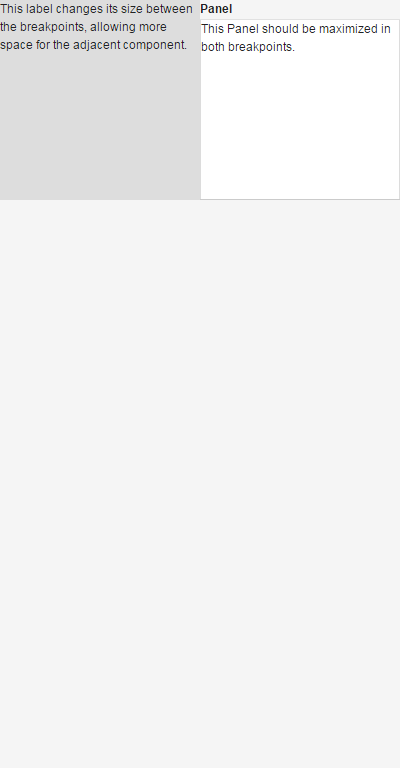 This label changes its size between
the breakpoints, allowing more
space for the adjacent component.
Panel
This Panel should be maximized in
both breakpoints.